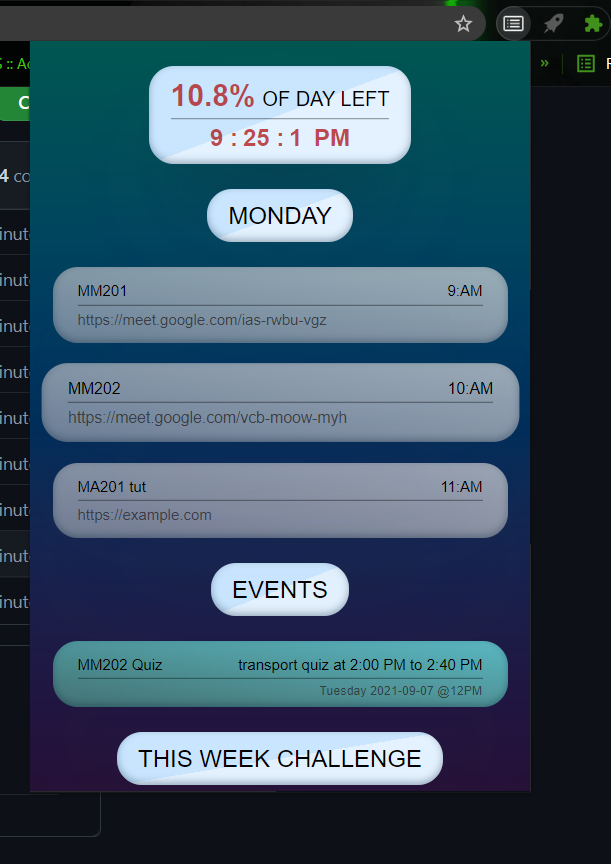 10.8% OF DAY LEFT
9 : 25 : 1 PM
MONDAY
MM201 9:AM
https://meet.google.com/ias-rwbu-vgz
MM202 10:AM
https://meet.google.com/vcb-moow-myh
MA201 tut 11:AM
https://example.com
EVENTS
MM202 Quiz transport quiz at 2:00 PM to 2:40 PM
Tuesday 2021-09-07 @12PM
THIS WEEK CHALLENGE